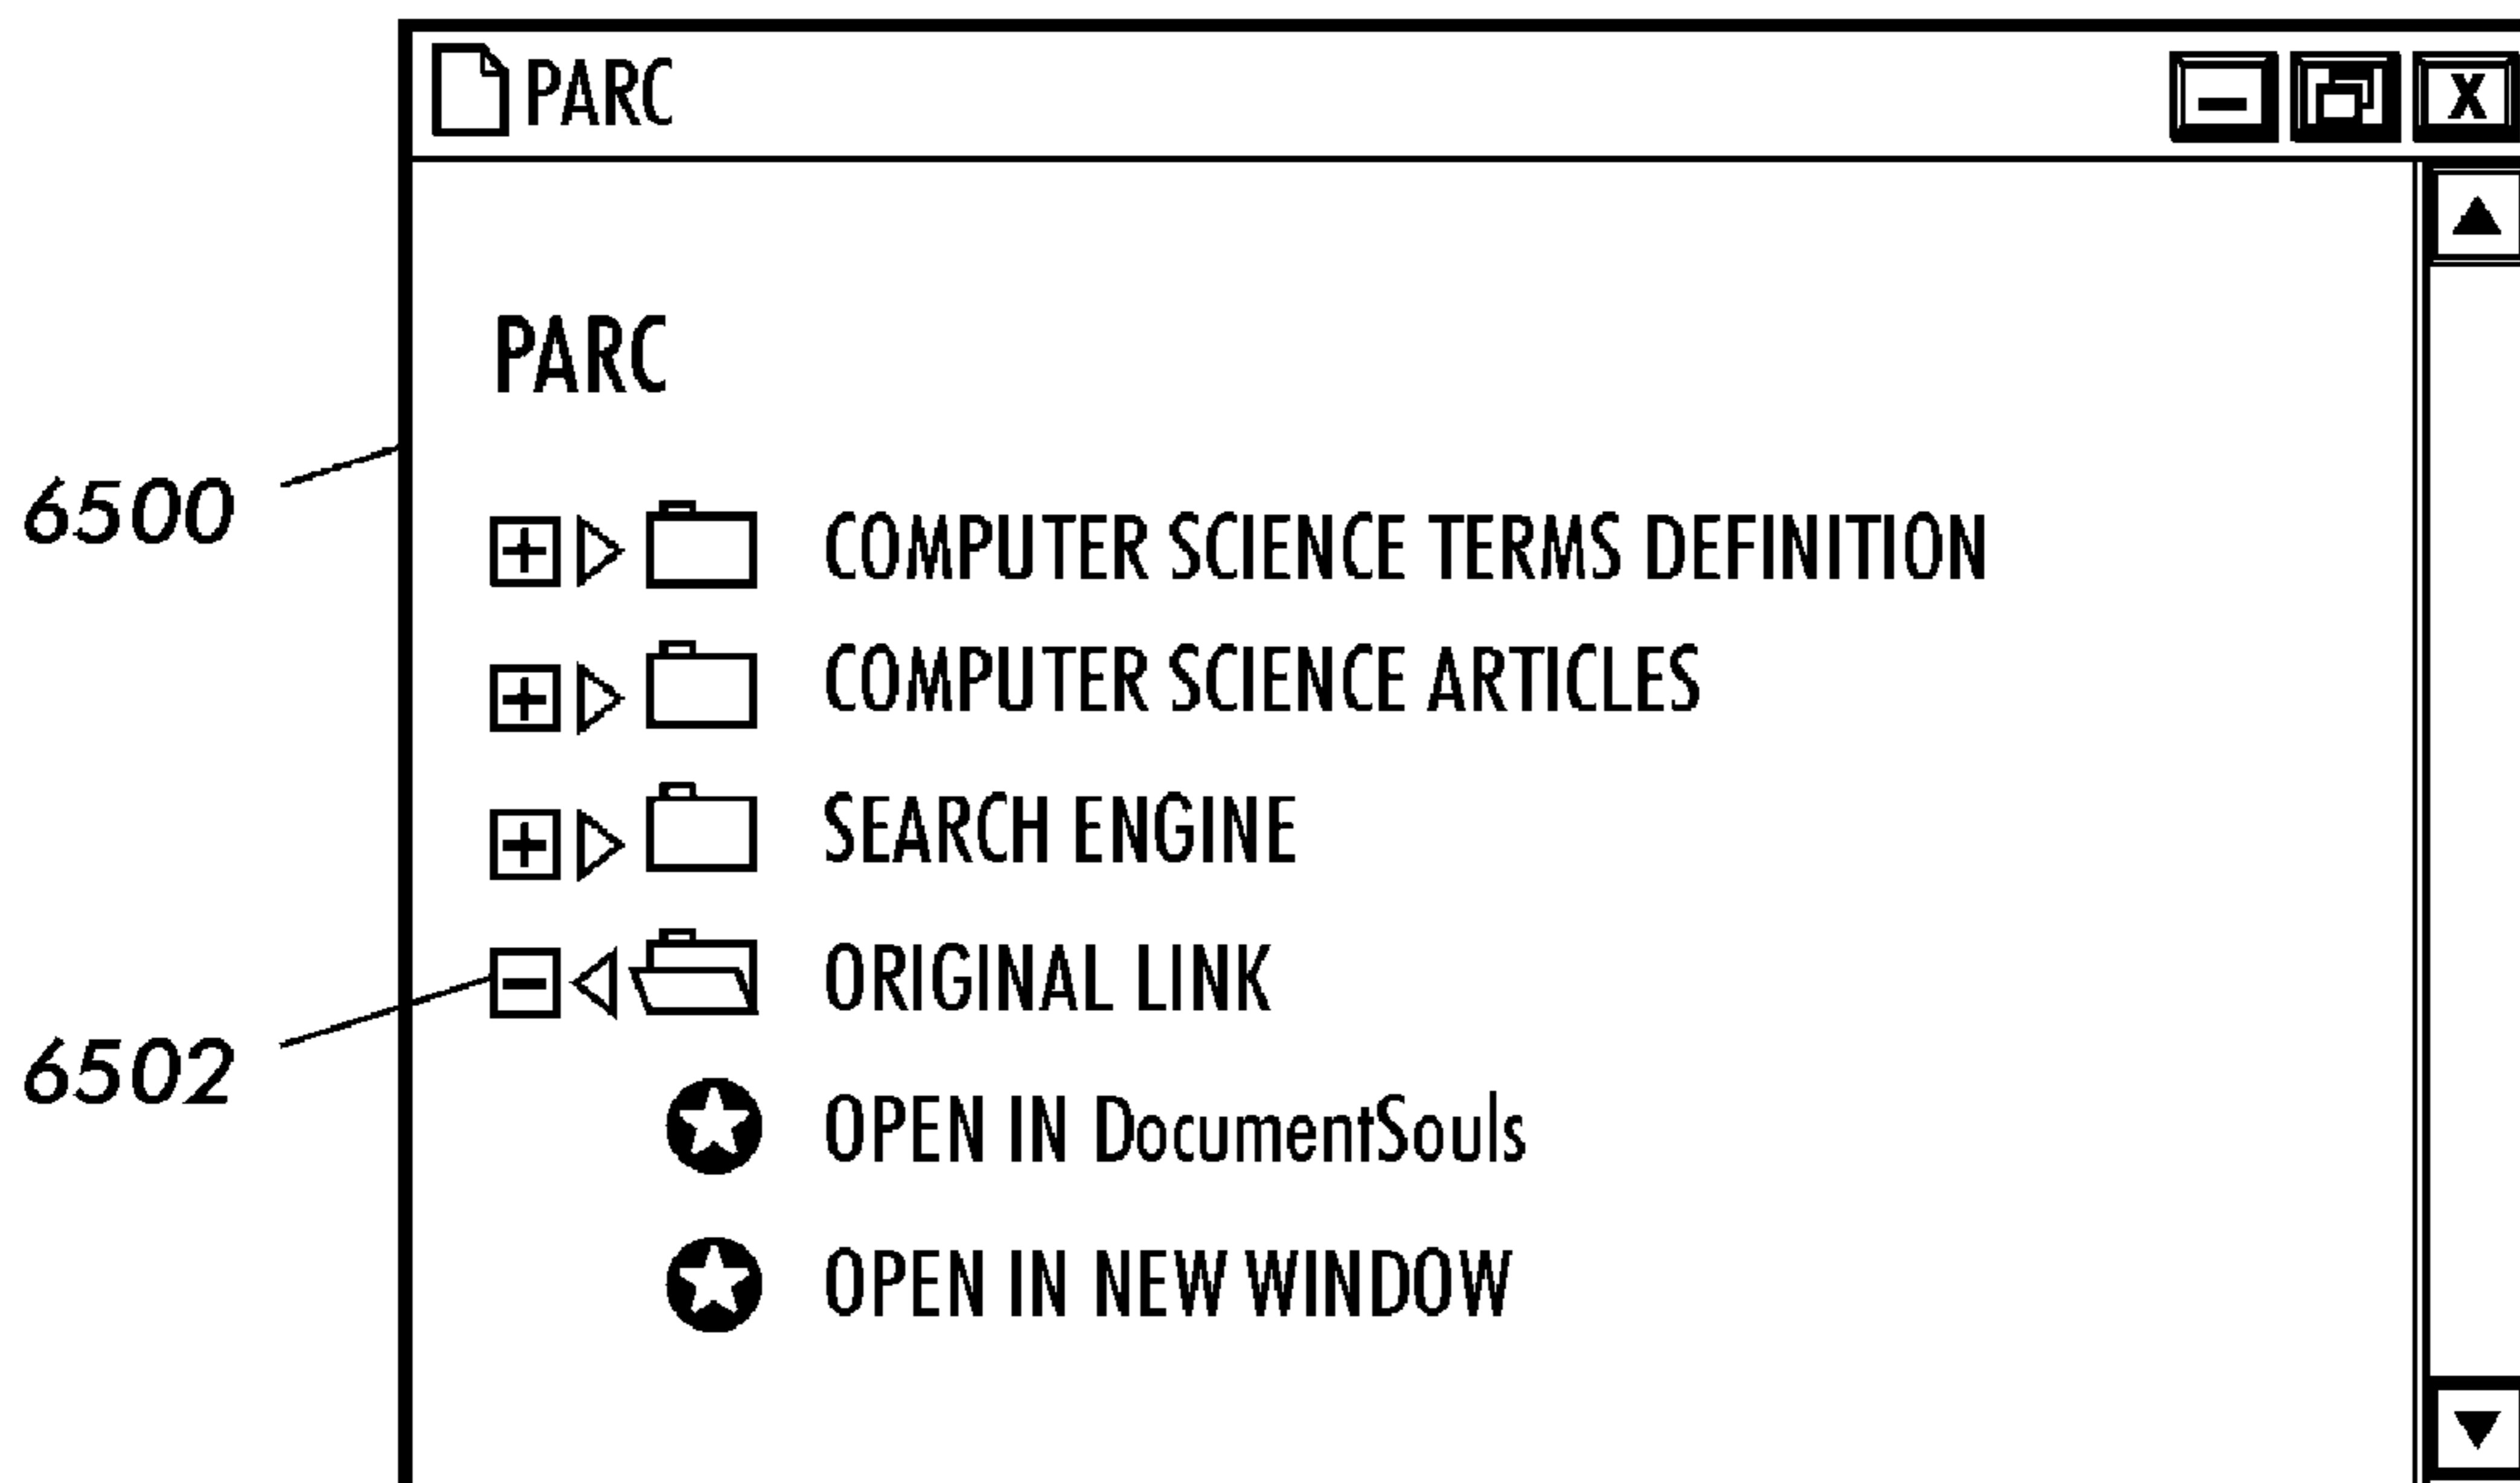 PARC
PARC
6500
COMPUTER SCIENCE TERMS DEFINITION
COMPUTER SCIENCE ARTICLES
SEARCH ENGINE
ORIGINAL LINK
6502
OPEN IN DocumentSouls
OPEN IN NEW WINDOW